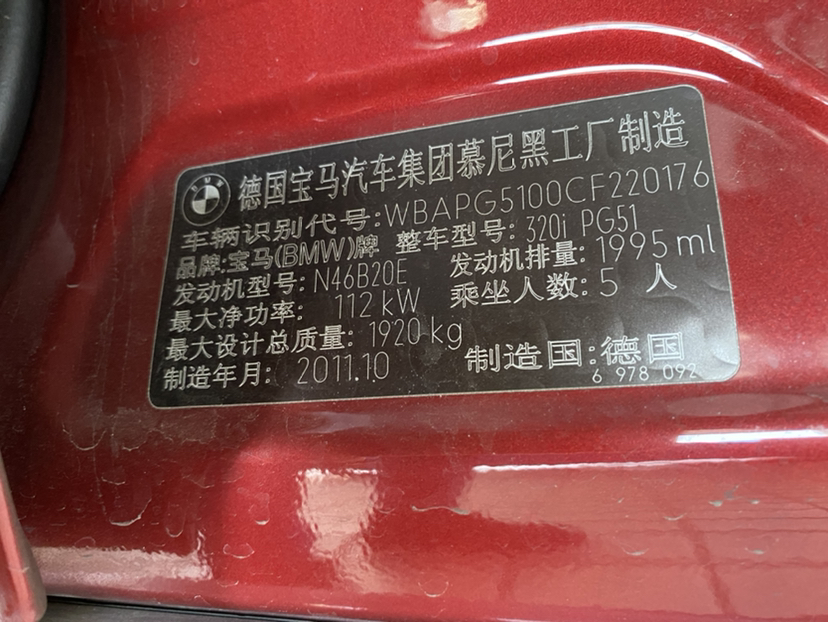 德国宝马汽车集团慕尼黑工厂制造
车辆识别代号:WBAPG5100CF220176
品牌:宝马(BMW)牌 整车型号:320i PG51
发动机型号:N46B20E 发动机排量:1995 ml
最大净功率: 112 kW 乘坐人数:5 人
最大设计总质量: 1920 kg
制造年月: 2011.10 制造国:德国
6 978 092